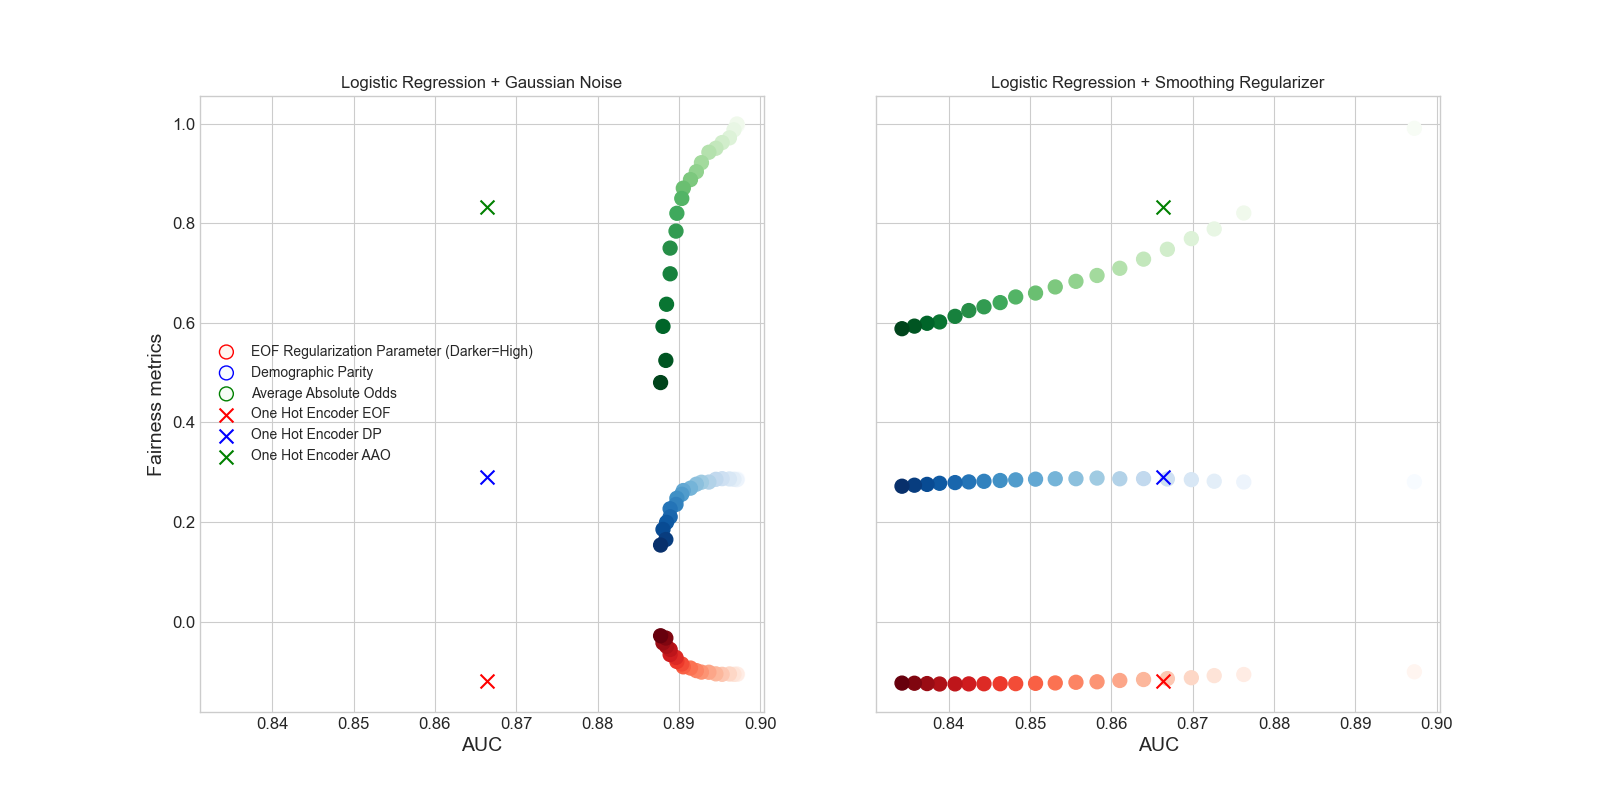 Logistic Regression + Gaussian Noise
Logistic Regression + Smoothing Regularizer
Fairness metrics
1.0
0.8
0.6
0.4
0.2
0.0
EOF Regularization Parameter (Darker=High)
Demographic Parity
Average Absolute Odds
One Hot Encoder EOF
One Hot Encoder DP
One Hot Encoder AAO
0.84 0.85 0.86 0.87 0.88 0.89 0.90
AUC
0.84 0.85 0.86 0.87 0.88 0.89 0.90
AUC